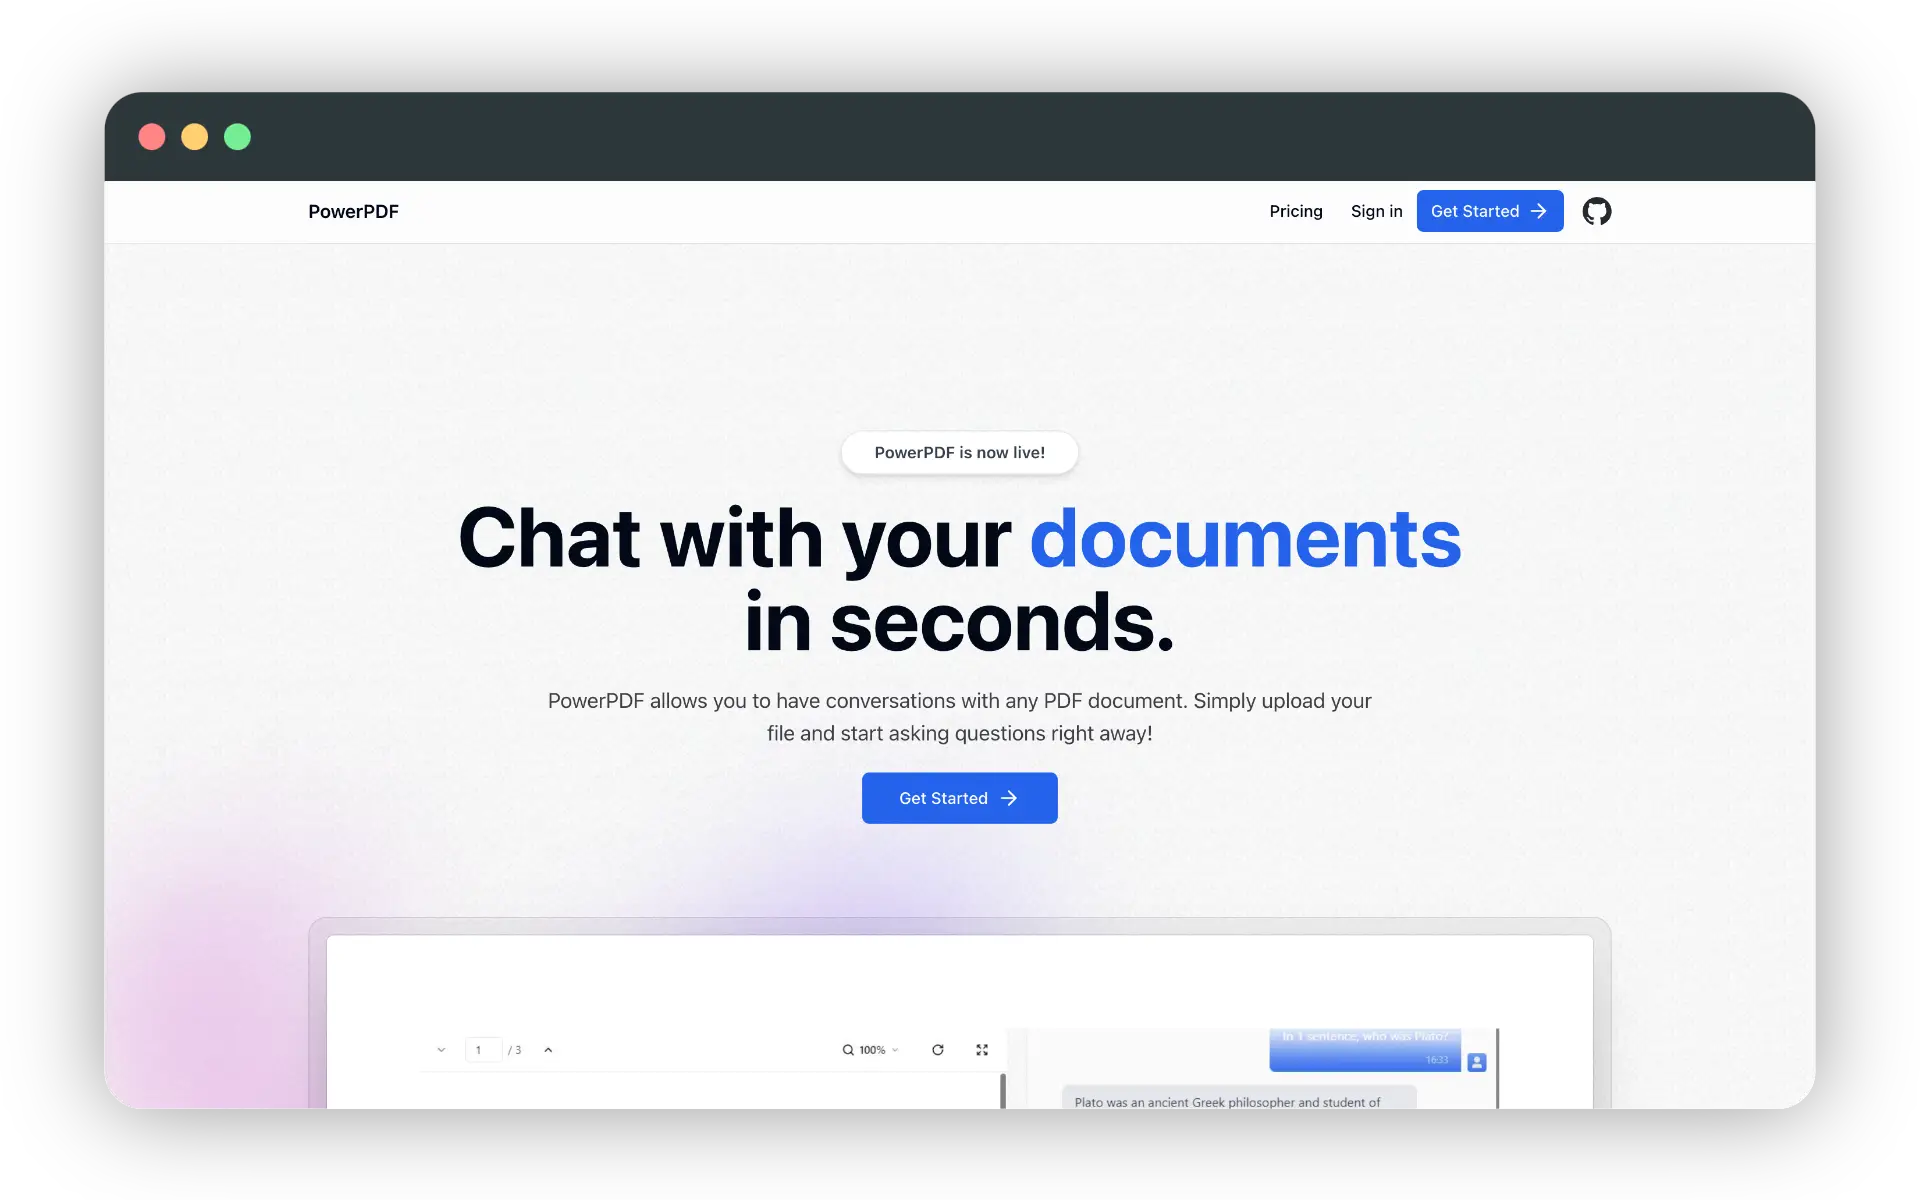 PowerPDF
Pricing
Sign in
Get Started
PowerPDF is now live!
Chat with your documents
in seconds.
PowerPDF allows you to have conversations with any PDF document. Simply upload your
file and start asking questions right away!
Get Started
1 / 3
100%
In 1 sentence, who was Plato?
16:33
Plato was an ancient Greek philosopher and student of